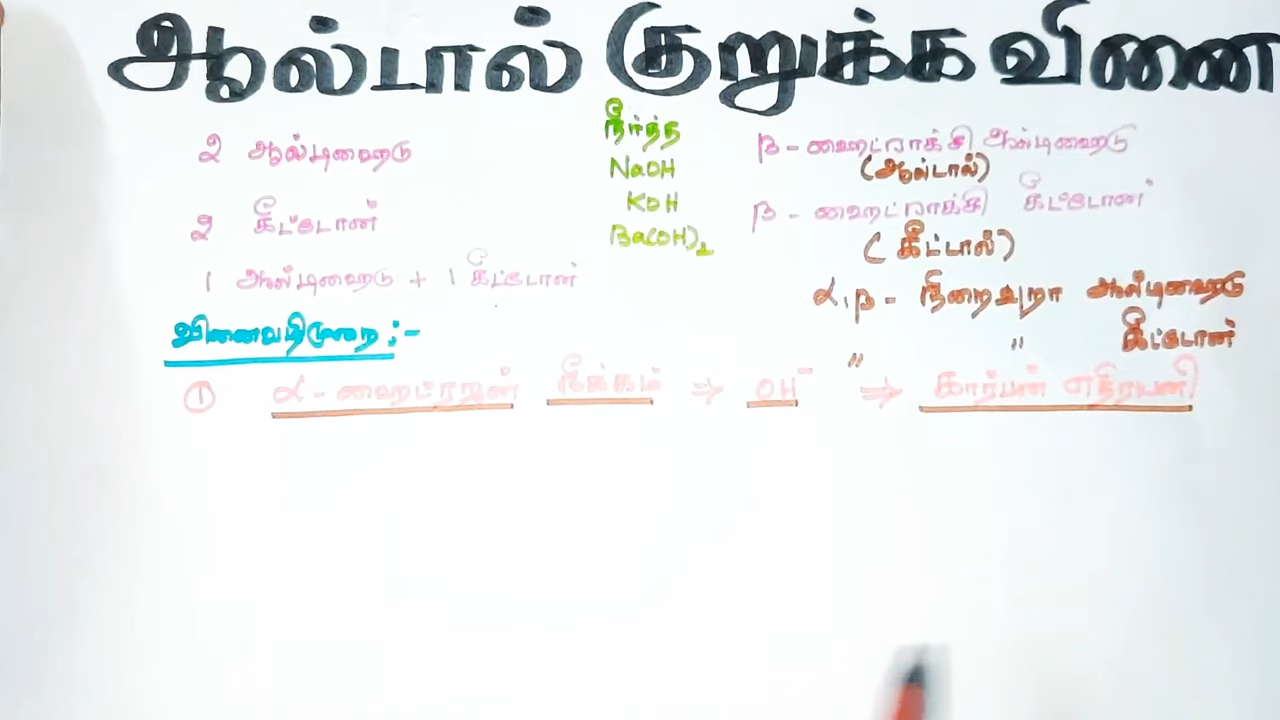 ஆல்டால் குறுக்க வினை
2 ஆல்டிஹைடு
2 கீட்டோன்
1 ஆல்டிஹைடு + 1 கீட்டோன்
நீர்த்த
NaOH
KOH
Ba(OH)₂
β - ஹைட்ராக்சி ஆல்டிஹைடு
(ஆல்டால்)
β - ஹைட்ராக்சி கீட்டோன்
(கீட்டால்)
α, β - நிறைவுறா ஆல்டிஹைடு
" " கீட்டோன்
வினைவழிமுறை :-
① α - ஹைட்ரஜன் நீக்கம் ⇒ OH⁻ ⇒ கார்பன் எதிரயனி